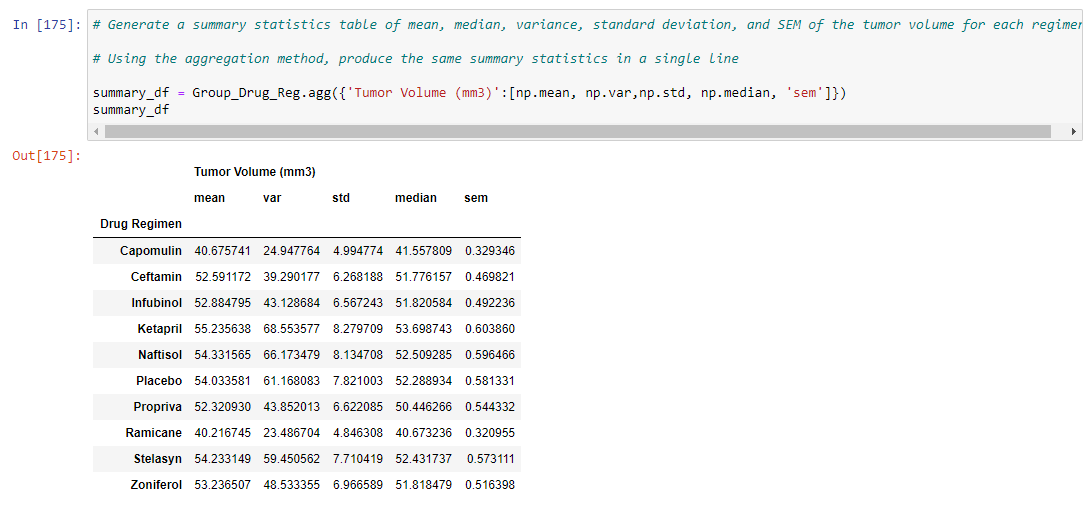 In [175]: # Generate a summary statistics table of mean, median, variance, standard deviation, and SEM of the tumor volume for each
# Using the aggregation method, produce the same summary statistics in a single line
summary_df = Group_Drug_Reg.agg({'Tumor Volume (mm3)':[np.mean, np.var,np.std, np.median, 'sem']})
summary_df
Out[175]:
Tumor Volume (mm3)
mean var std median sem
Drug Regimen
Capomulin 40.675741 24.947764 4.994774 41.557809 0.329346
Ceftamin 52.591172 39.290177 6.268188 51.776157 0.469821
Infubinol 52.884795 43.128684 6.567243 51.820584 0.492236
Ketapril 55.235638 68.553577 8.279709 53.698743 0.603860
Naftisol 54.331565 66.173479 8.134708 52.509285 0.596466
Placebo 54.033581 61.168083 7.821003 52.288934 0.581331
Propriva 52.320930 43.852013 6.622085 50.446266 0.544332
Ramicane 40.216745 23.486704 4.846308 40.673236 0.320955
Stelasyn 54.233149 59.450562 7.710419 52.431737 0.573111
Zoniferol 53.236507 48.533355 6.966589 51.818479 0.516398